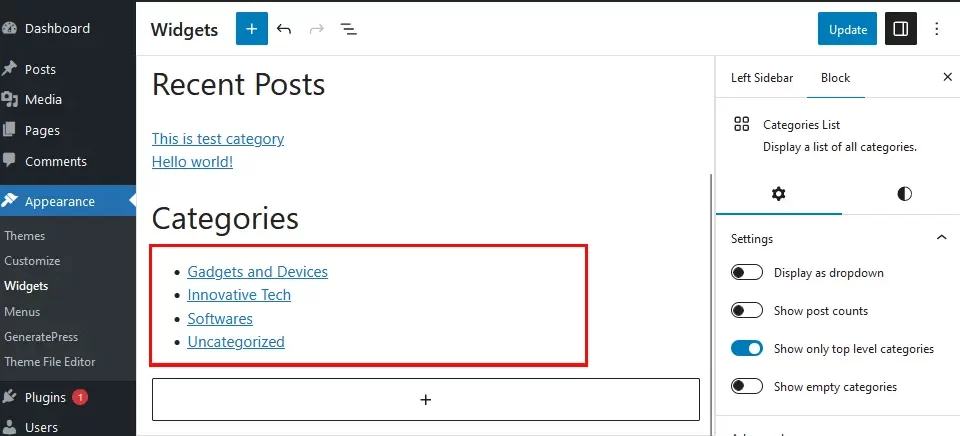 Dashboard
Posts
Media
Pages
Comments
Appearance
Themes
Customize
Widgets
Menus
GeneratePress
Theme File Editor
Plugins 1
Users
Widgets
Update
Recent Posts
This is test category
Hello world!
Categories
Gadgets and Devices
Innovative Tech
Softwares
Uncategorized
Left Sidebar Block
Categories List
Display a list of all categories.
Settings
Display as dropdown
Show post counts
Show only top level categories
Show empty categories